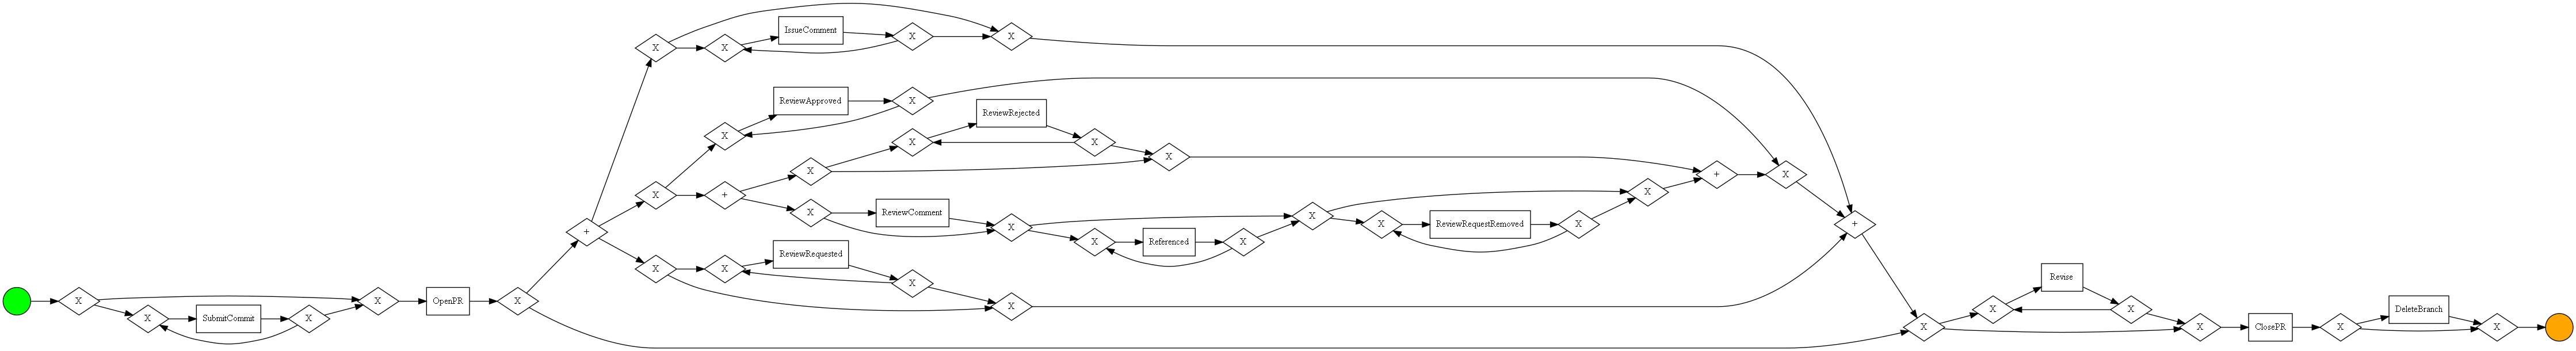 X
X
IssueComment
X
X
X
ReviewApproved
X
X
ReviewRejected
X
X
X
X
+
X
+
X
X
ReviewComment
X
X
X
ReviewRequestRemoved
X
X
X
Referenced
X
+
+
X
X
ReviewRequested
X
X
X
X
SubmitCommit
X
X
OpenPR
X
X
X
Revise
X
X
ClosePR
X
DeleteBranch
X